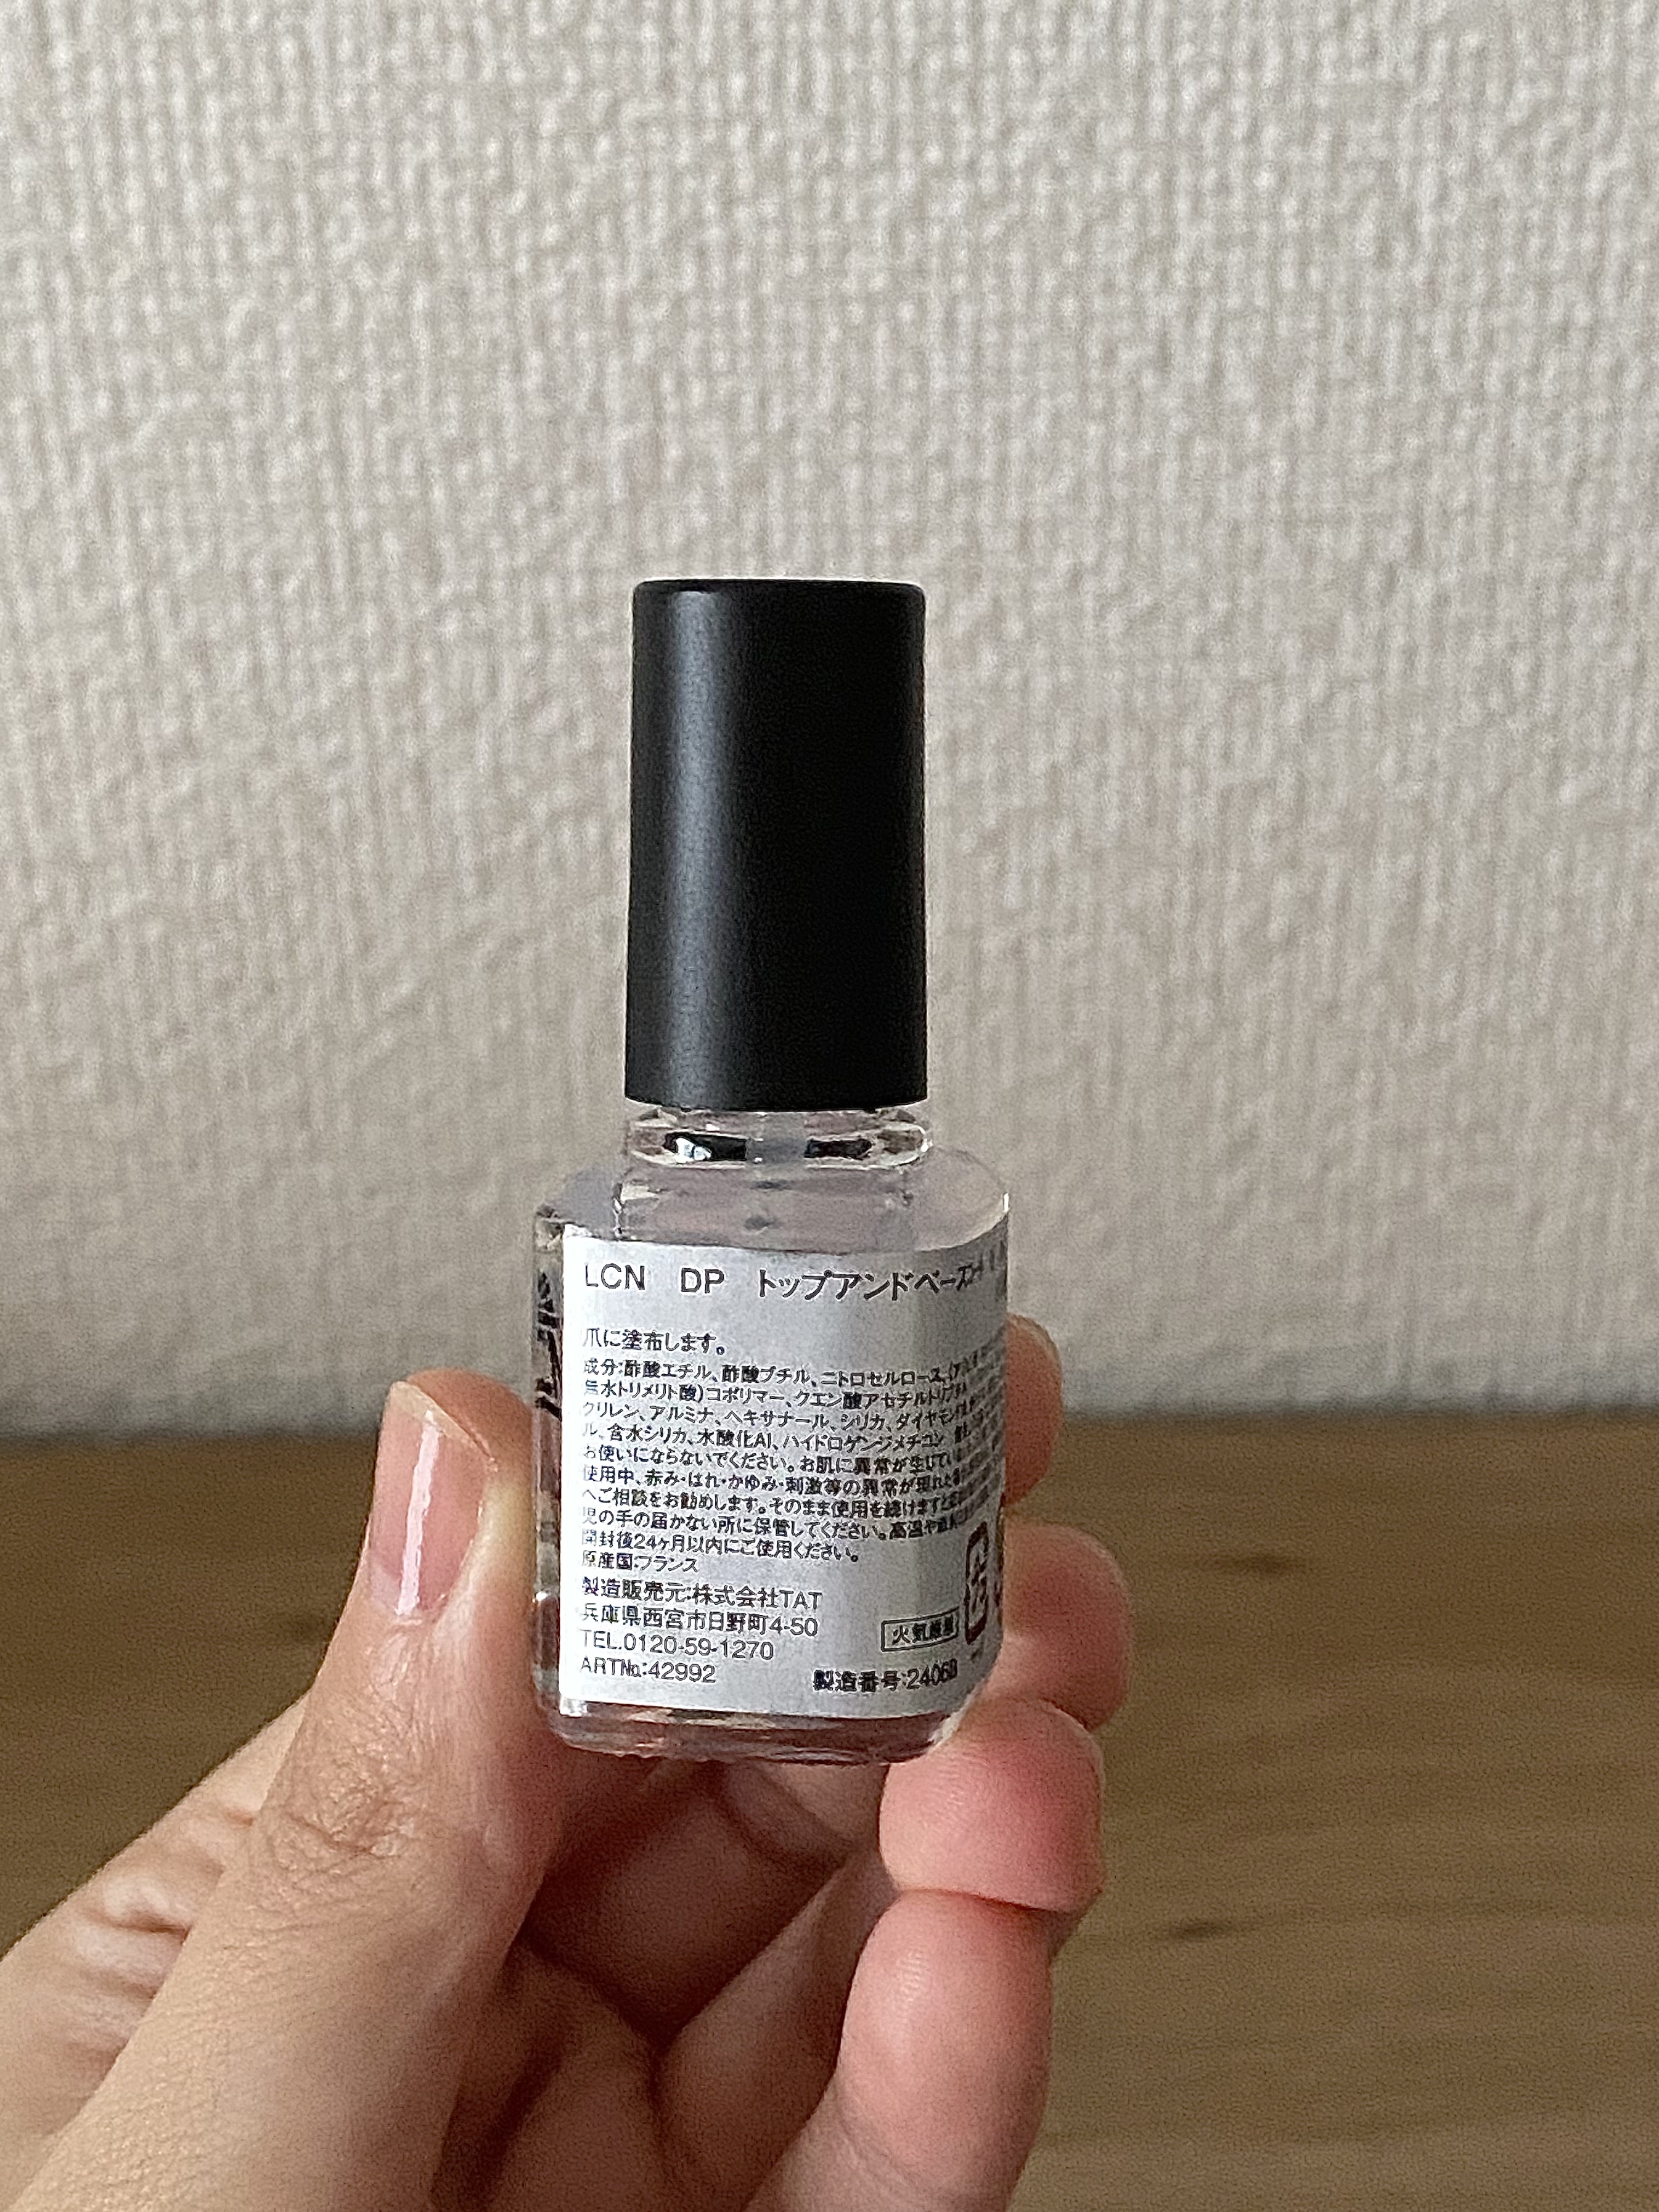 LCN DP トップアンドベースコート
爪に塗布します。
成分:酢酸エチル、酢酸ブチル、ニトロセルロース、(ア
無水トリメリト酸)コポリマー、クエン酸アセチルトリブチ
クリレン、アルミナ、ヘキサナール、シリカ、ダイヤモン
ル、含水シリカ、水酸化Al、ハイドロゲンジメチコン
お使いにならないでください。お肌に異常が生じてい
使用中、赤み・はれ・かゆみ・刺激等の異常が現れた
へご相談をお勧めします。そのまま使用を続けますと
児の手の届かない所に保管してください。高温や直
開封後24ヶ月以内にご使用ください。
原産国:フランス
製造販売元:株式会社TAT
兵庫県西宮市日野町4-50
TEL.0120-59-1270
火気厳禁
ARTNo:42992 製造番号:2406B